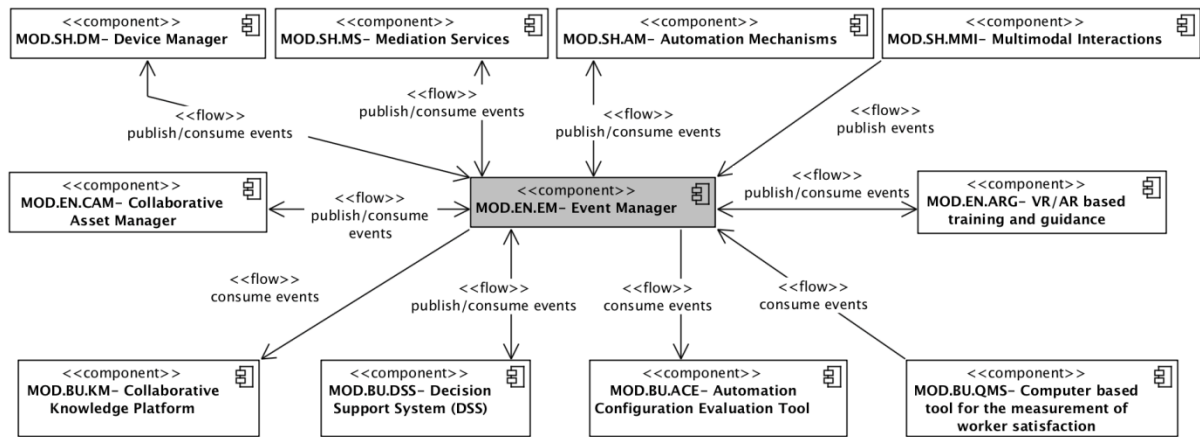 <<component>>
MOD.SH.DM– Device Manager
<<component>>
MOD.SH.MS– Mediation Services
<<component>>
MOD.SH.AM– Automation Mechanisms
<<component>>
MOD.SH.MMI– Multimodal Interactions
<<flow>>
publish/consume events
<<flow>>
publish/consume events
<<flow>>
publish/consume events
<<flow>>
publish events
<<component>>
MOD.EN.CAM– Collaborative
Asset Manager
<<flow>>
publish/consume
events
<<component>>
MOD.EN.EM– Event Manager
<<flow>>
publish/consume events
<<component>>
MOD.EN.ARG– VR/AR based
training and guidance
<<flow>>
consume events
<<flow>>
publish/consume events
<<flow>>
consume events
<<flow>>
consume events
<<component>>
MOD.BU.KM– Collaborative
Knowledge Platform
<<component>>
MOD.BU.DSS– Decision
Support System (DSS)
<<component>>
MOD.BU.ACE– Automation
Configuration Evaluation Tool
<<component>>
MOD.BU.QMS– Computer based
tool for the measurement of
worker satisfaction